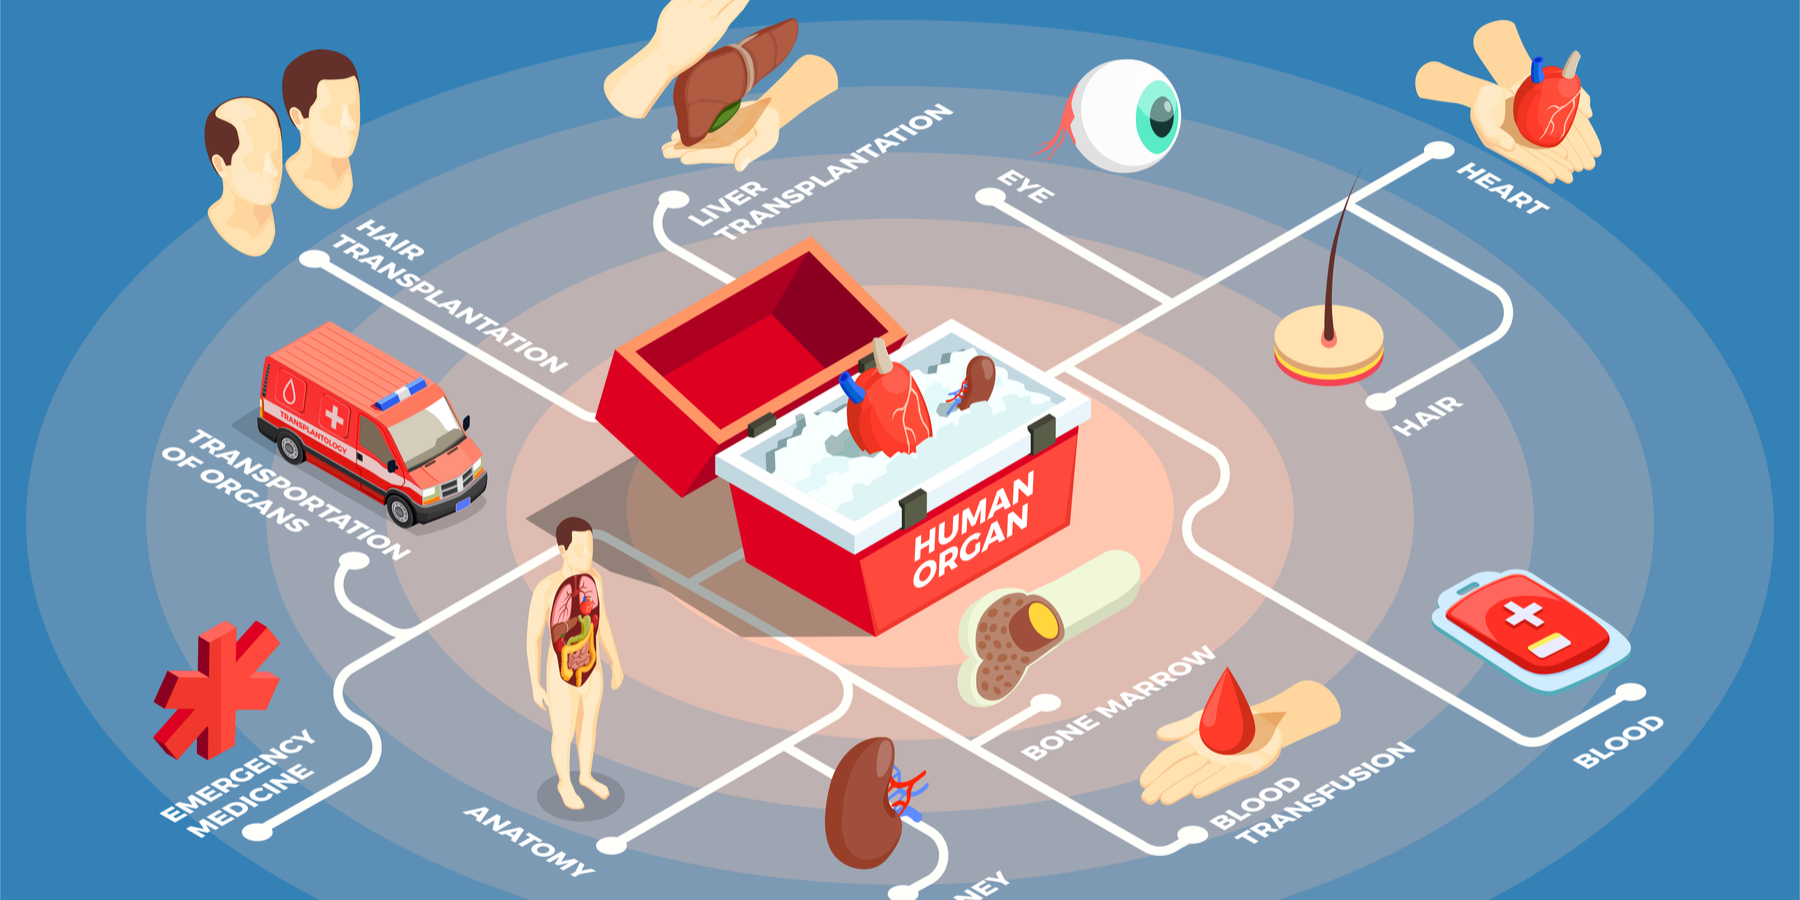 LIVER
TRANSPLANTATION
EYE
HEART
HAIR
TRANSPLANTATION
HAIR
TRANSPLANTOLOGY
TRANSPORTATION
OF ORGANS
HUMAN
ORGAN
BONE MARROW
BLOOD
EMERGENCY
MEDICINE
ANATOMY
BLOOD
TRANSFUSION
NEY